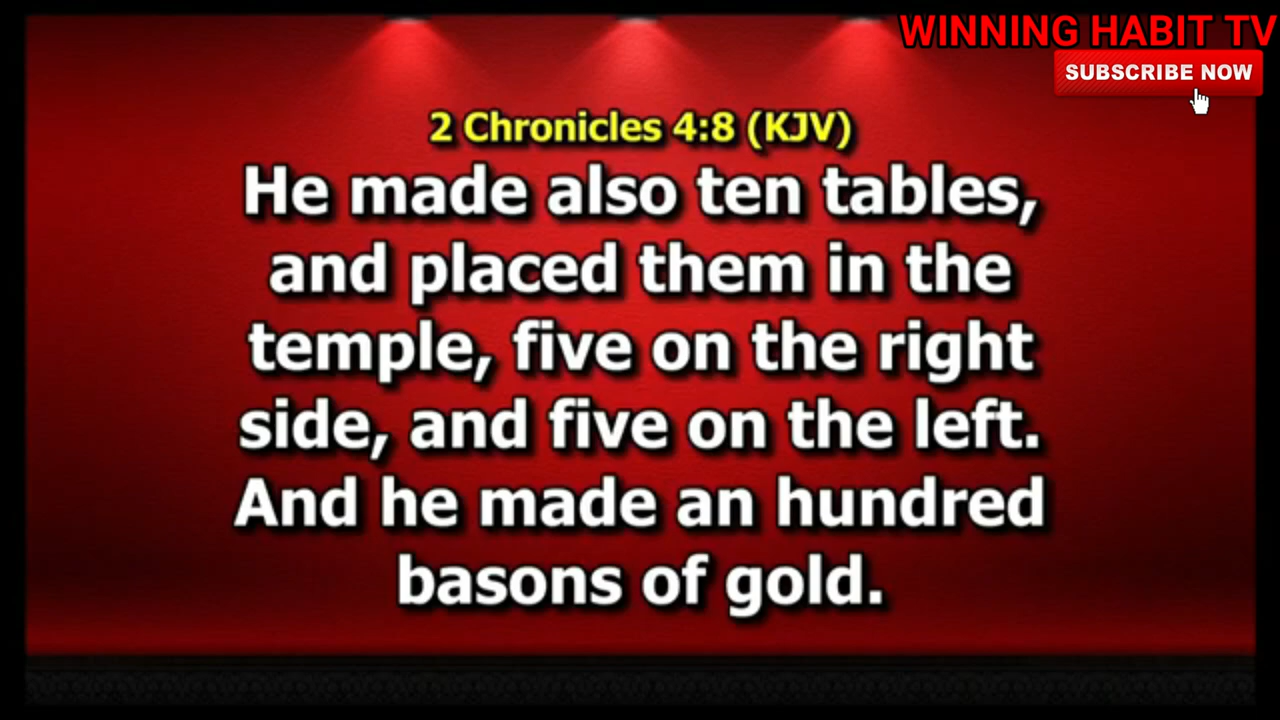 WINNING HABIT TV
SUBSCRIBE NOW
2 Chronicles 4:8 (KJV)
He made also ten tables,
and placed them in the
temple, five on the right
side, and five on the left.
And he made an hundred
basons of gold.